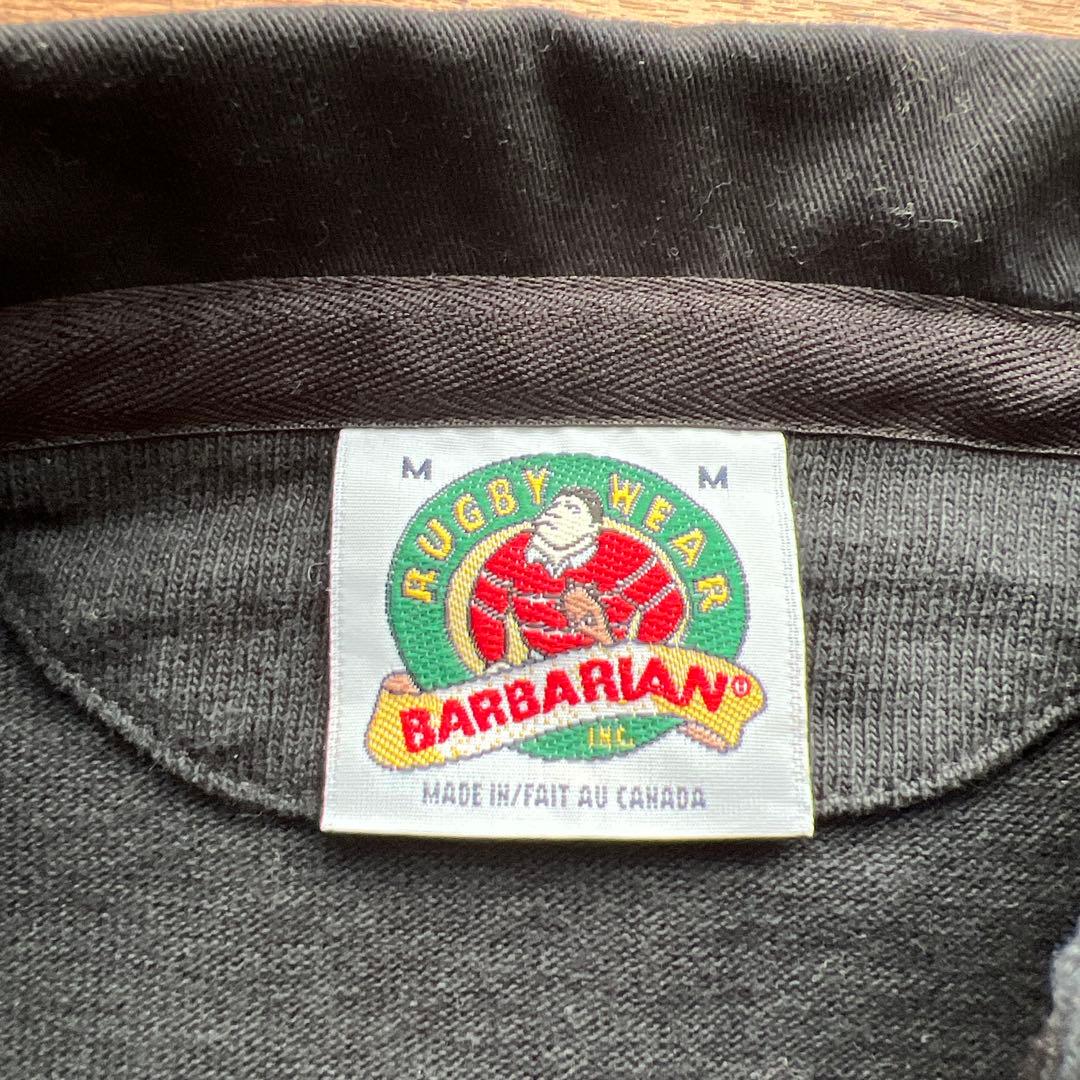 M M
RUGBY WEAR
BARBARIAN®
INC.
MADE IN/FAIT AU CANADA